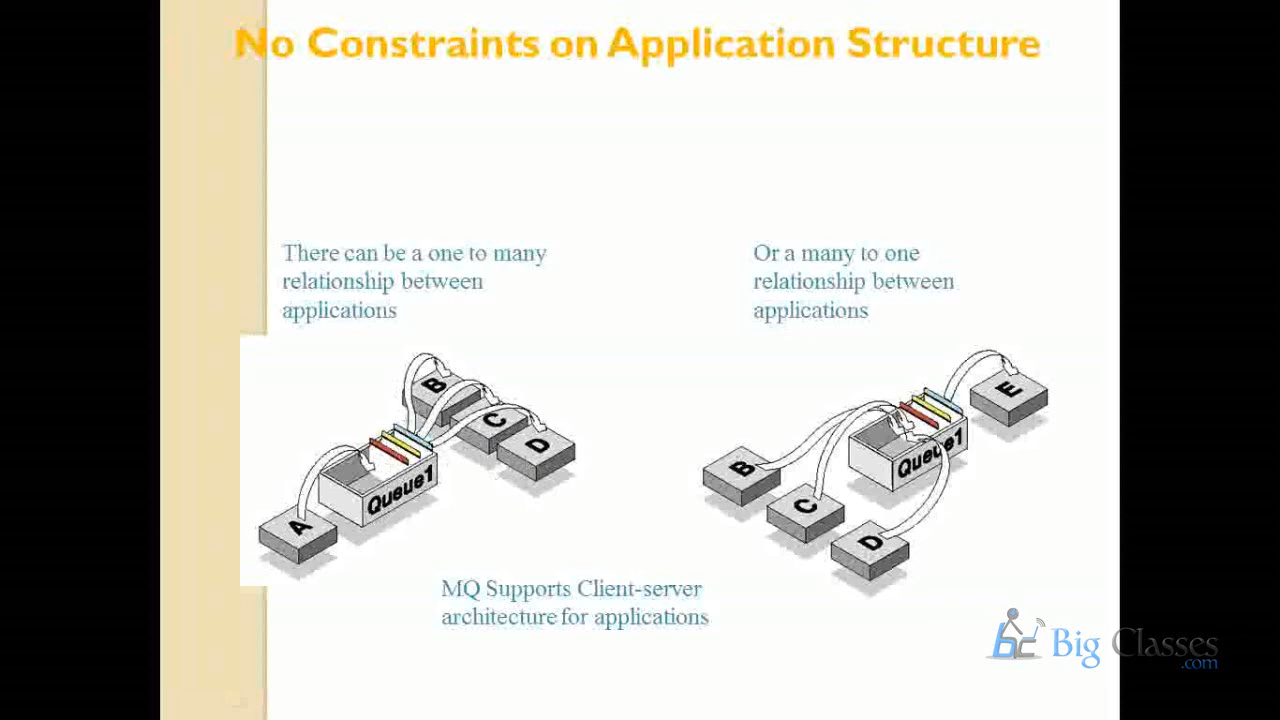 No Constraints on Application Structure
There can be a one to many
relationship between
applications
Or a many to one
relationship between
applications
B
C
D
Queue1
A
E
Queue1
B
C
D
MQ Supports Client-server
architecture for applications
bc Big Classes
.com